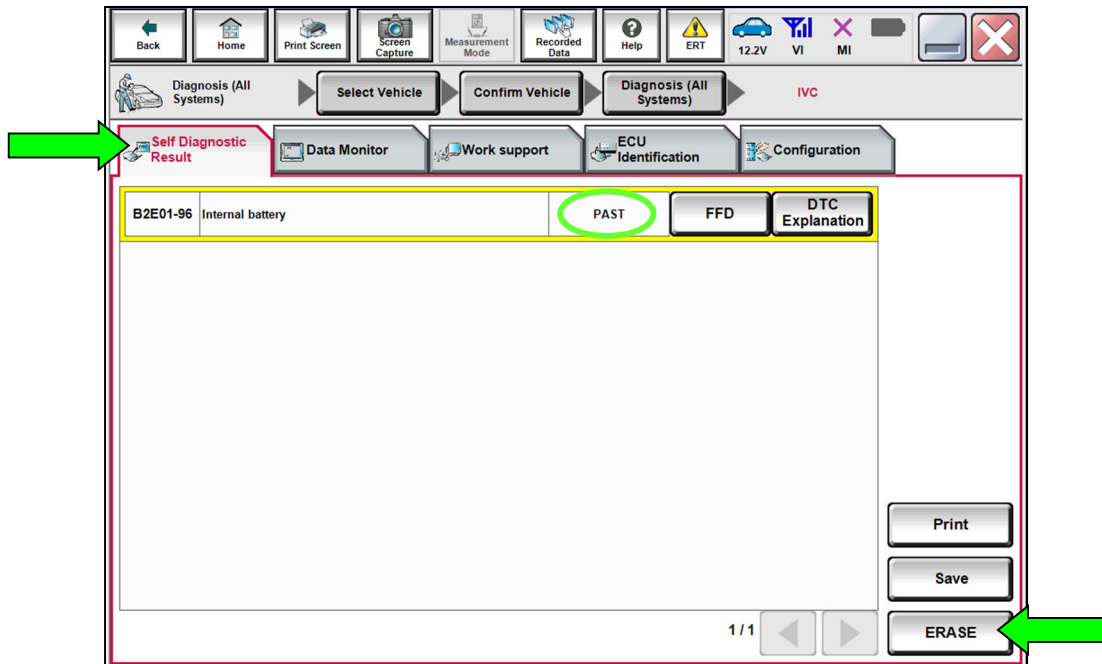 Back
Home
Print Screen
Screen
Capture
Measurement
Mode
Recorded
Data
Help
ERT
12.2V
VI
MI
Diagnosis (All
Systems)
Select Vehicle
Confirm Vehicle
Diagnosis (All
Systems)
IVC
Self Diagnostic
Result
Data Monitor
Work support
ECU
Identification
Configuration
B2E01-96
Internal battery
PAST
FFD
DTC
Explanation
Print
Save
1 / 1
ERASE